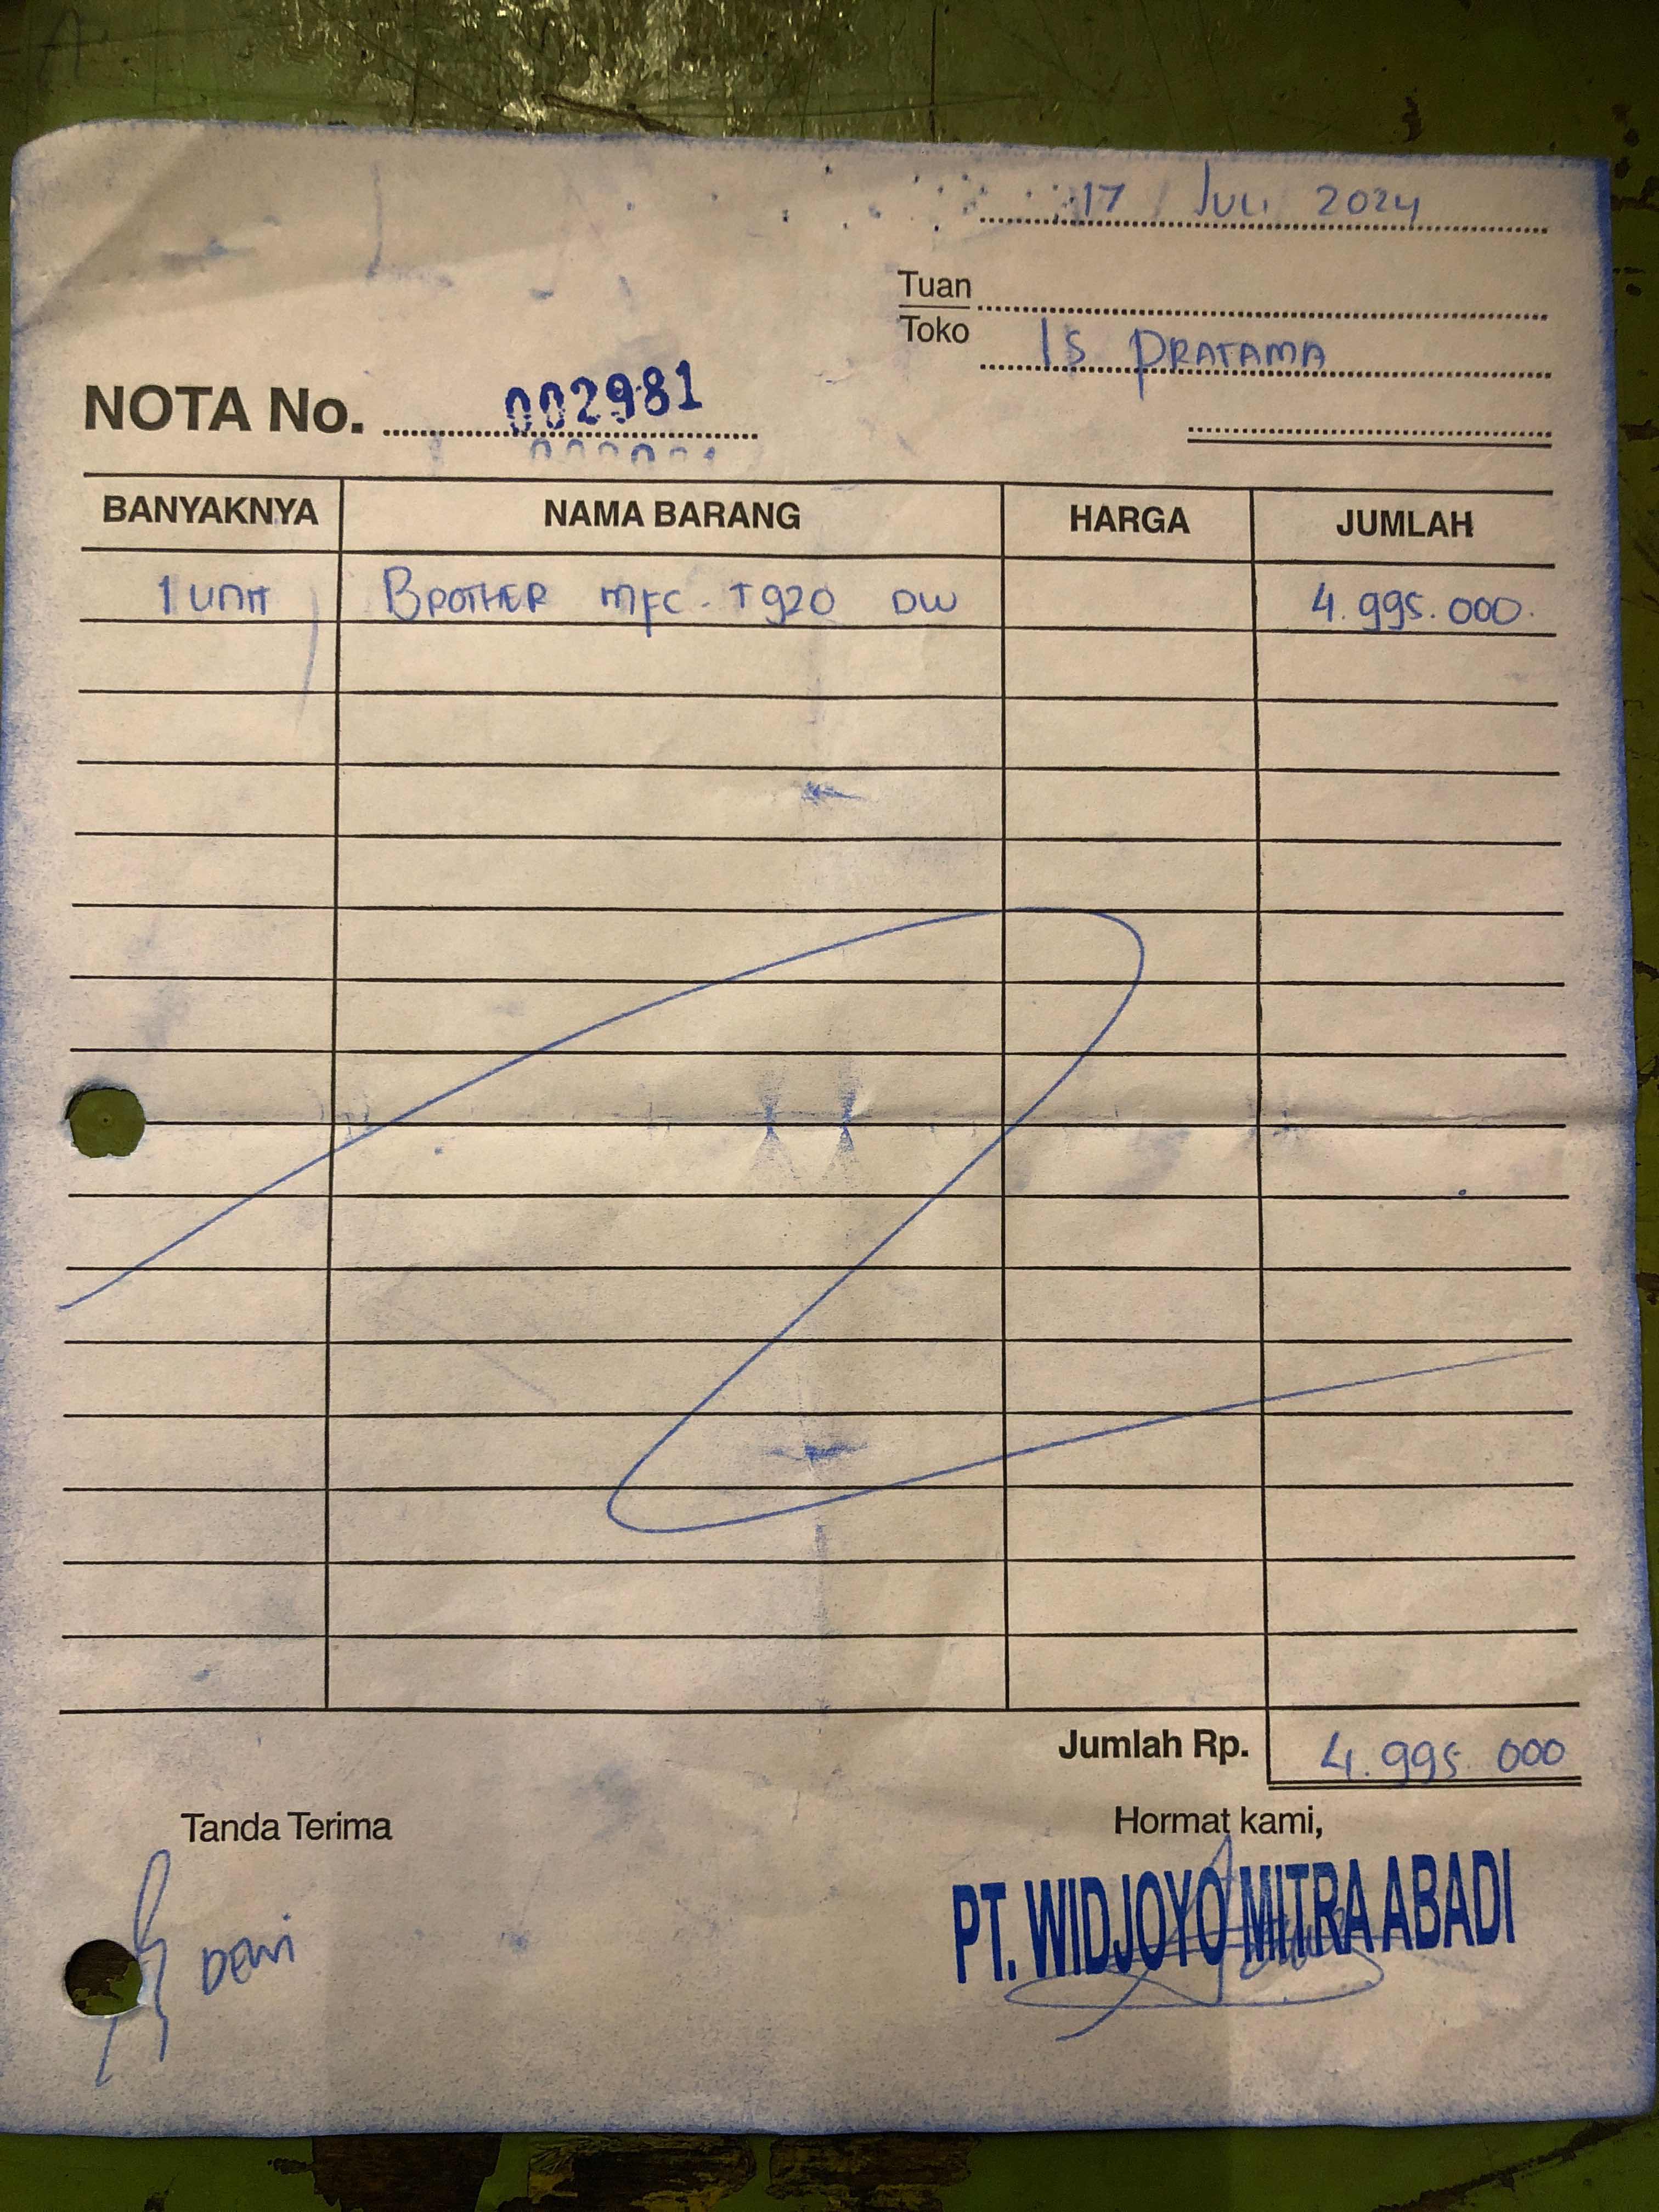 17 / Juli 2024
Tuan
Toko IS PRATAMA
NOTA No. 002981
BANYAKNYA NAMA BARANG HARGA JUMLAH
1 UNIT BROTHER MFC-T920 DW 4.995.000.
Jumlah Rp. 4.995.000
Tanda Terima Hormat kami,
PT. WIDJOYO MITRA ABADI
DEWI